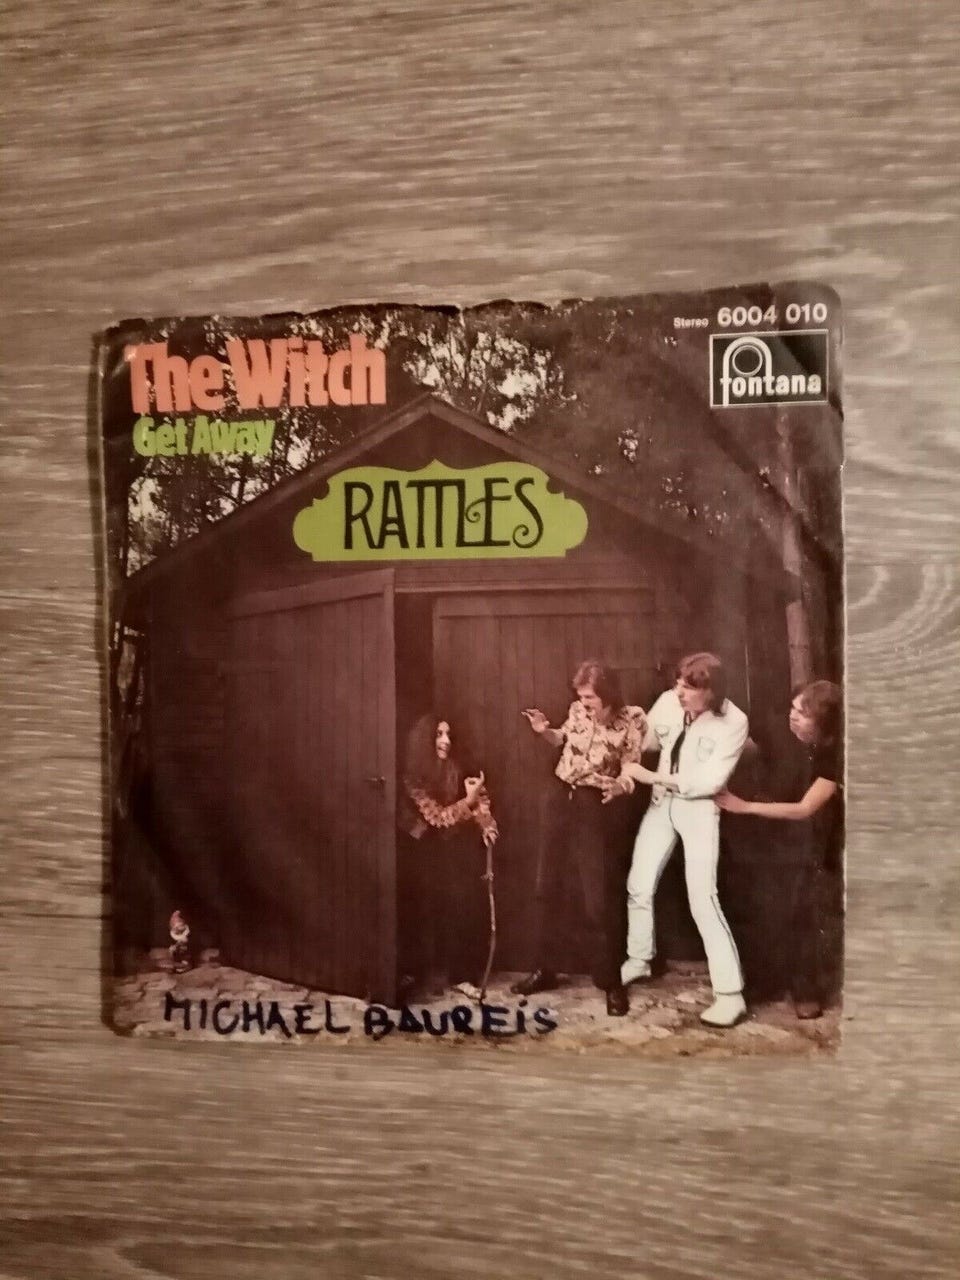 Stereo 6004 010
fontana
The Witch
Get Away
RATTLES
MICHAEL BAUREiS